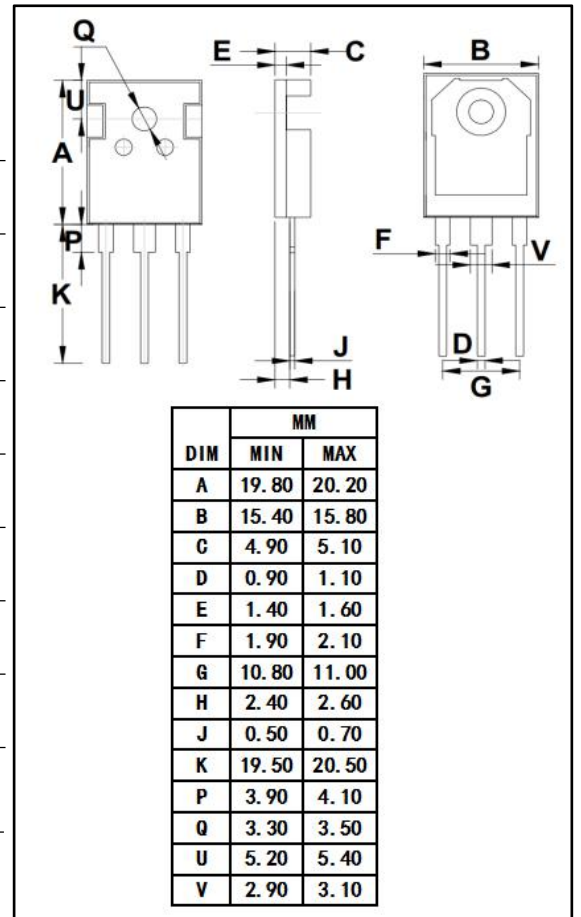 Q
E
C
B
U
A
P
K
F
V
J
H
D
G
MM
DIM MIN MAX
A 19.80 20.20
B 15.40 15.80
C 4.90 5.10
D 0.90 1.10
E 1.40 1.60
F 1.90 2.10
G 10.80 11.00
H 2.40 2.60
J 0.50 0.70
K 19.50 20.50
P 3.90 4.10
Q 3.30 3.50
U 5.20 5.40
V 2.90 3.10